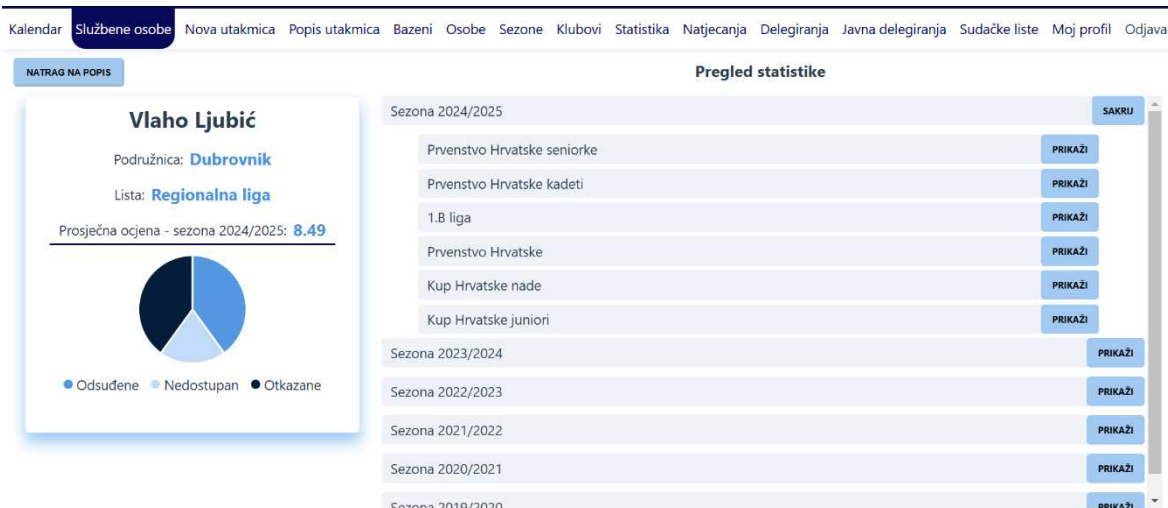 Kalendar Službene osobe Nova utakmica Popis utakmica Bazeni Osobe Sezone Klubovi Statistika Natjecanja Delegiranja Javna delegiranja Sudačke liste Moj profil Odjava
NATRAG NA POPIS
Vlaho Ljubić
Podružnica: Dubrovnik
Lista: Regionalna liga
Prosječna ocjena - sezona 2024/2025: 8.49
Odsuđene Nedostupan Otkazane
Pregled statistike
Sezona 2024/2025 SAKRIJ
Prvenstvo Hrvatske seniorke PRIKAŽI
Prvenstvo Hrvatske kadeti PRIKAŽI
1.B liga PRIKAŽI
Prvenstvo Hrvatske PRIKAŽI
Kup Hrvatske nade PRIKAŽI
Kup Hrvatske juniori PRIKAŽI
Sezona 2023/2024 PRIKAŽI
Sezona 2022/2023 PRIKAŽI
Sezona 2021/2022 PRIKAŽI
Sezona 2020/2021 PRIKAŽI
Sezona 2019/2020 PRIKAŽI